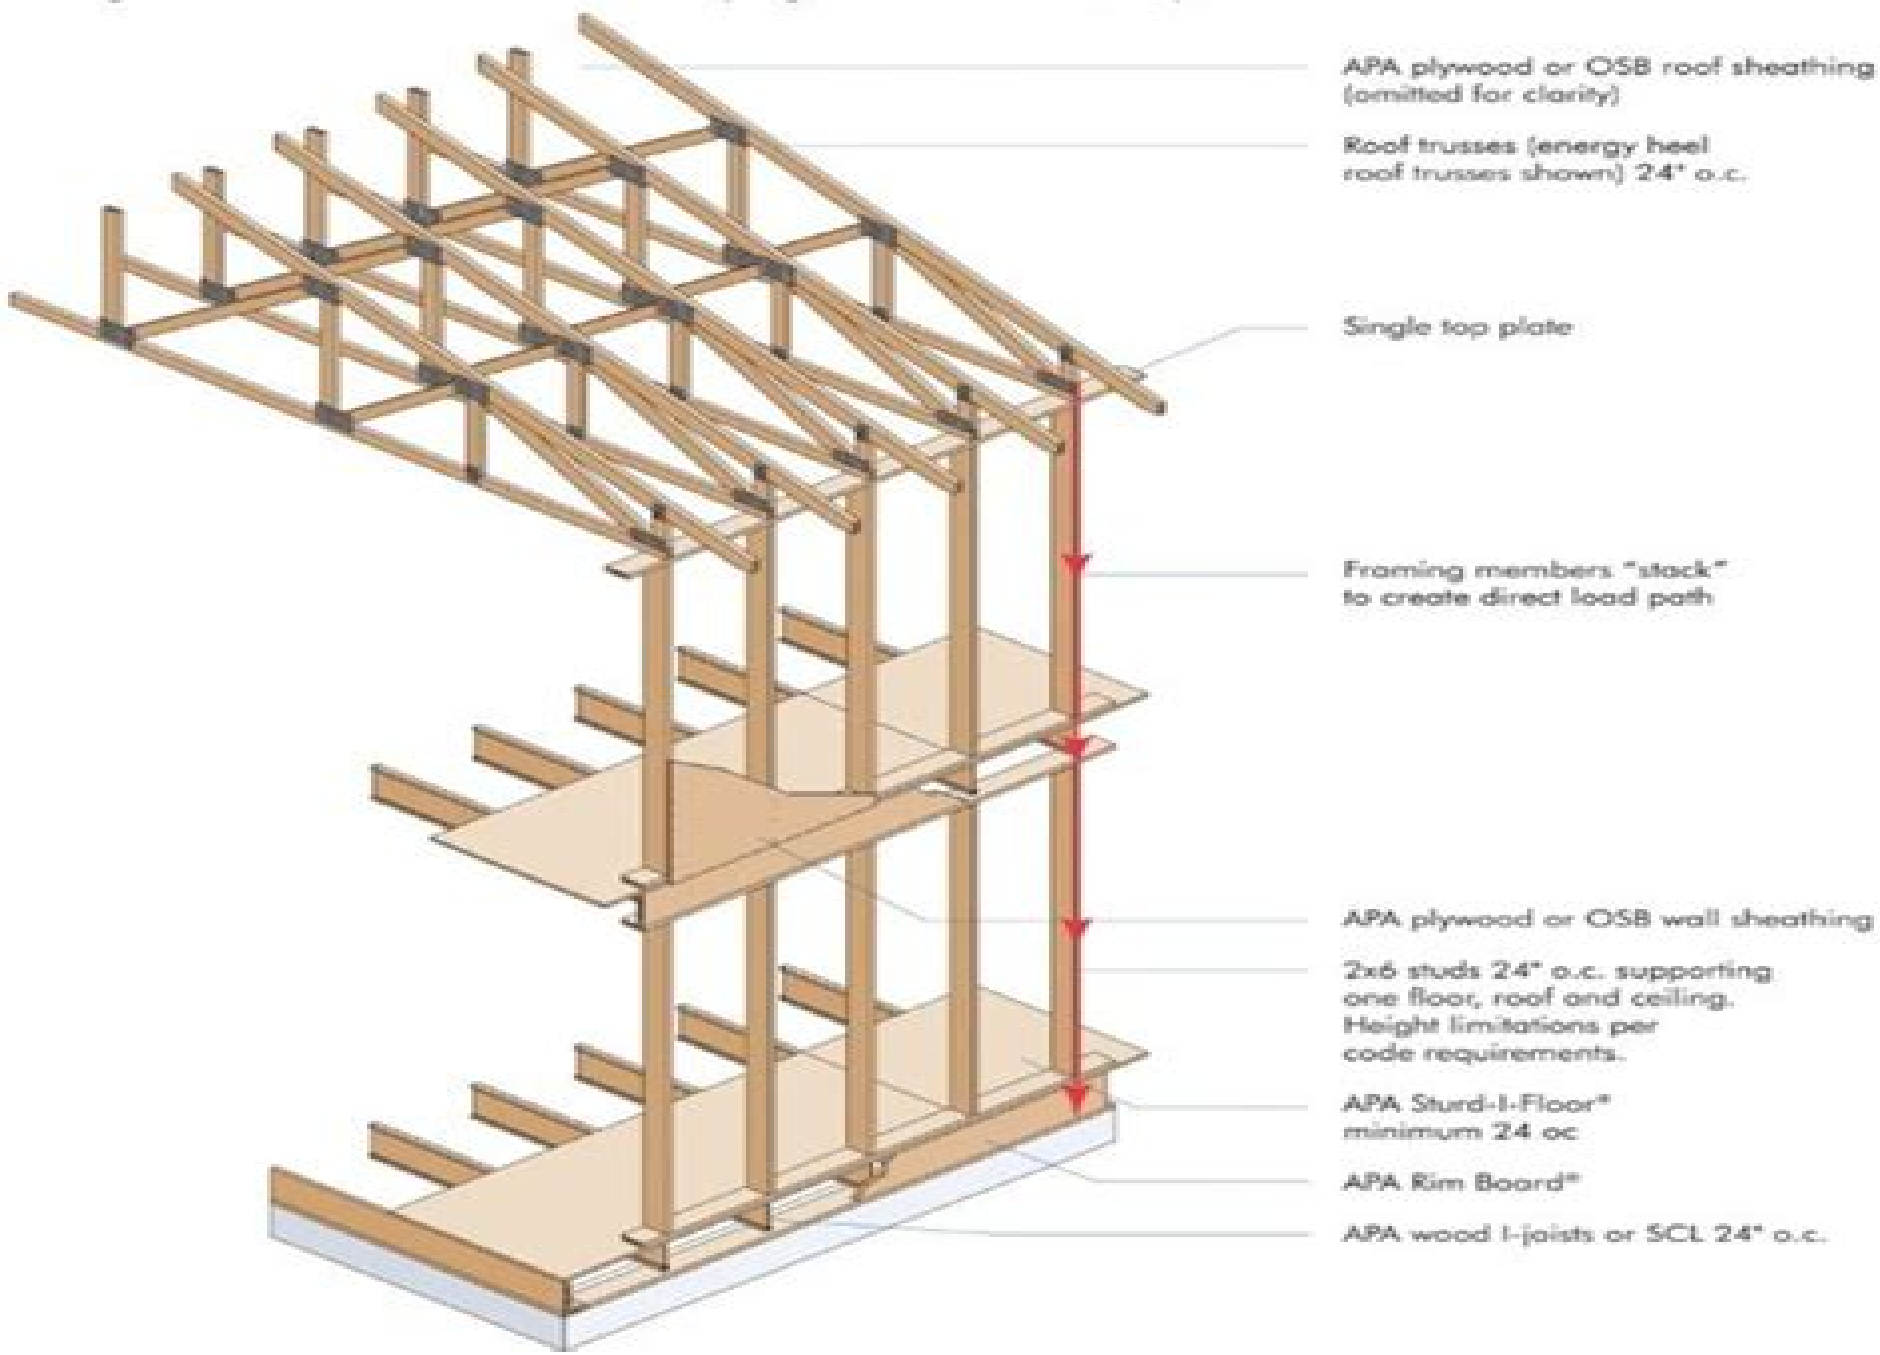 APA plywood or OSB roof sheathing
(omitted for clarity)
Roof trusses (energy heel
roof trusses shown) 24" o.c.
Single top plate
Framing members "stack"
to create direct load path
APA plywood or OSB wall sheathing
2x6 studs 24" o.c. supporting
one floor, roof and ceiling.
Height limitations per
code requirements.
APA Sturd-I-Floor®
minimum 24 oc
APA Rim Board®
APA wood I-joists or SCL 24" o.c.